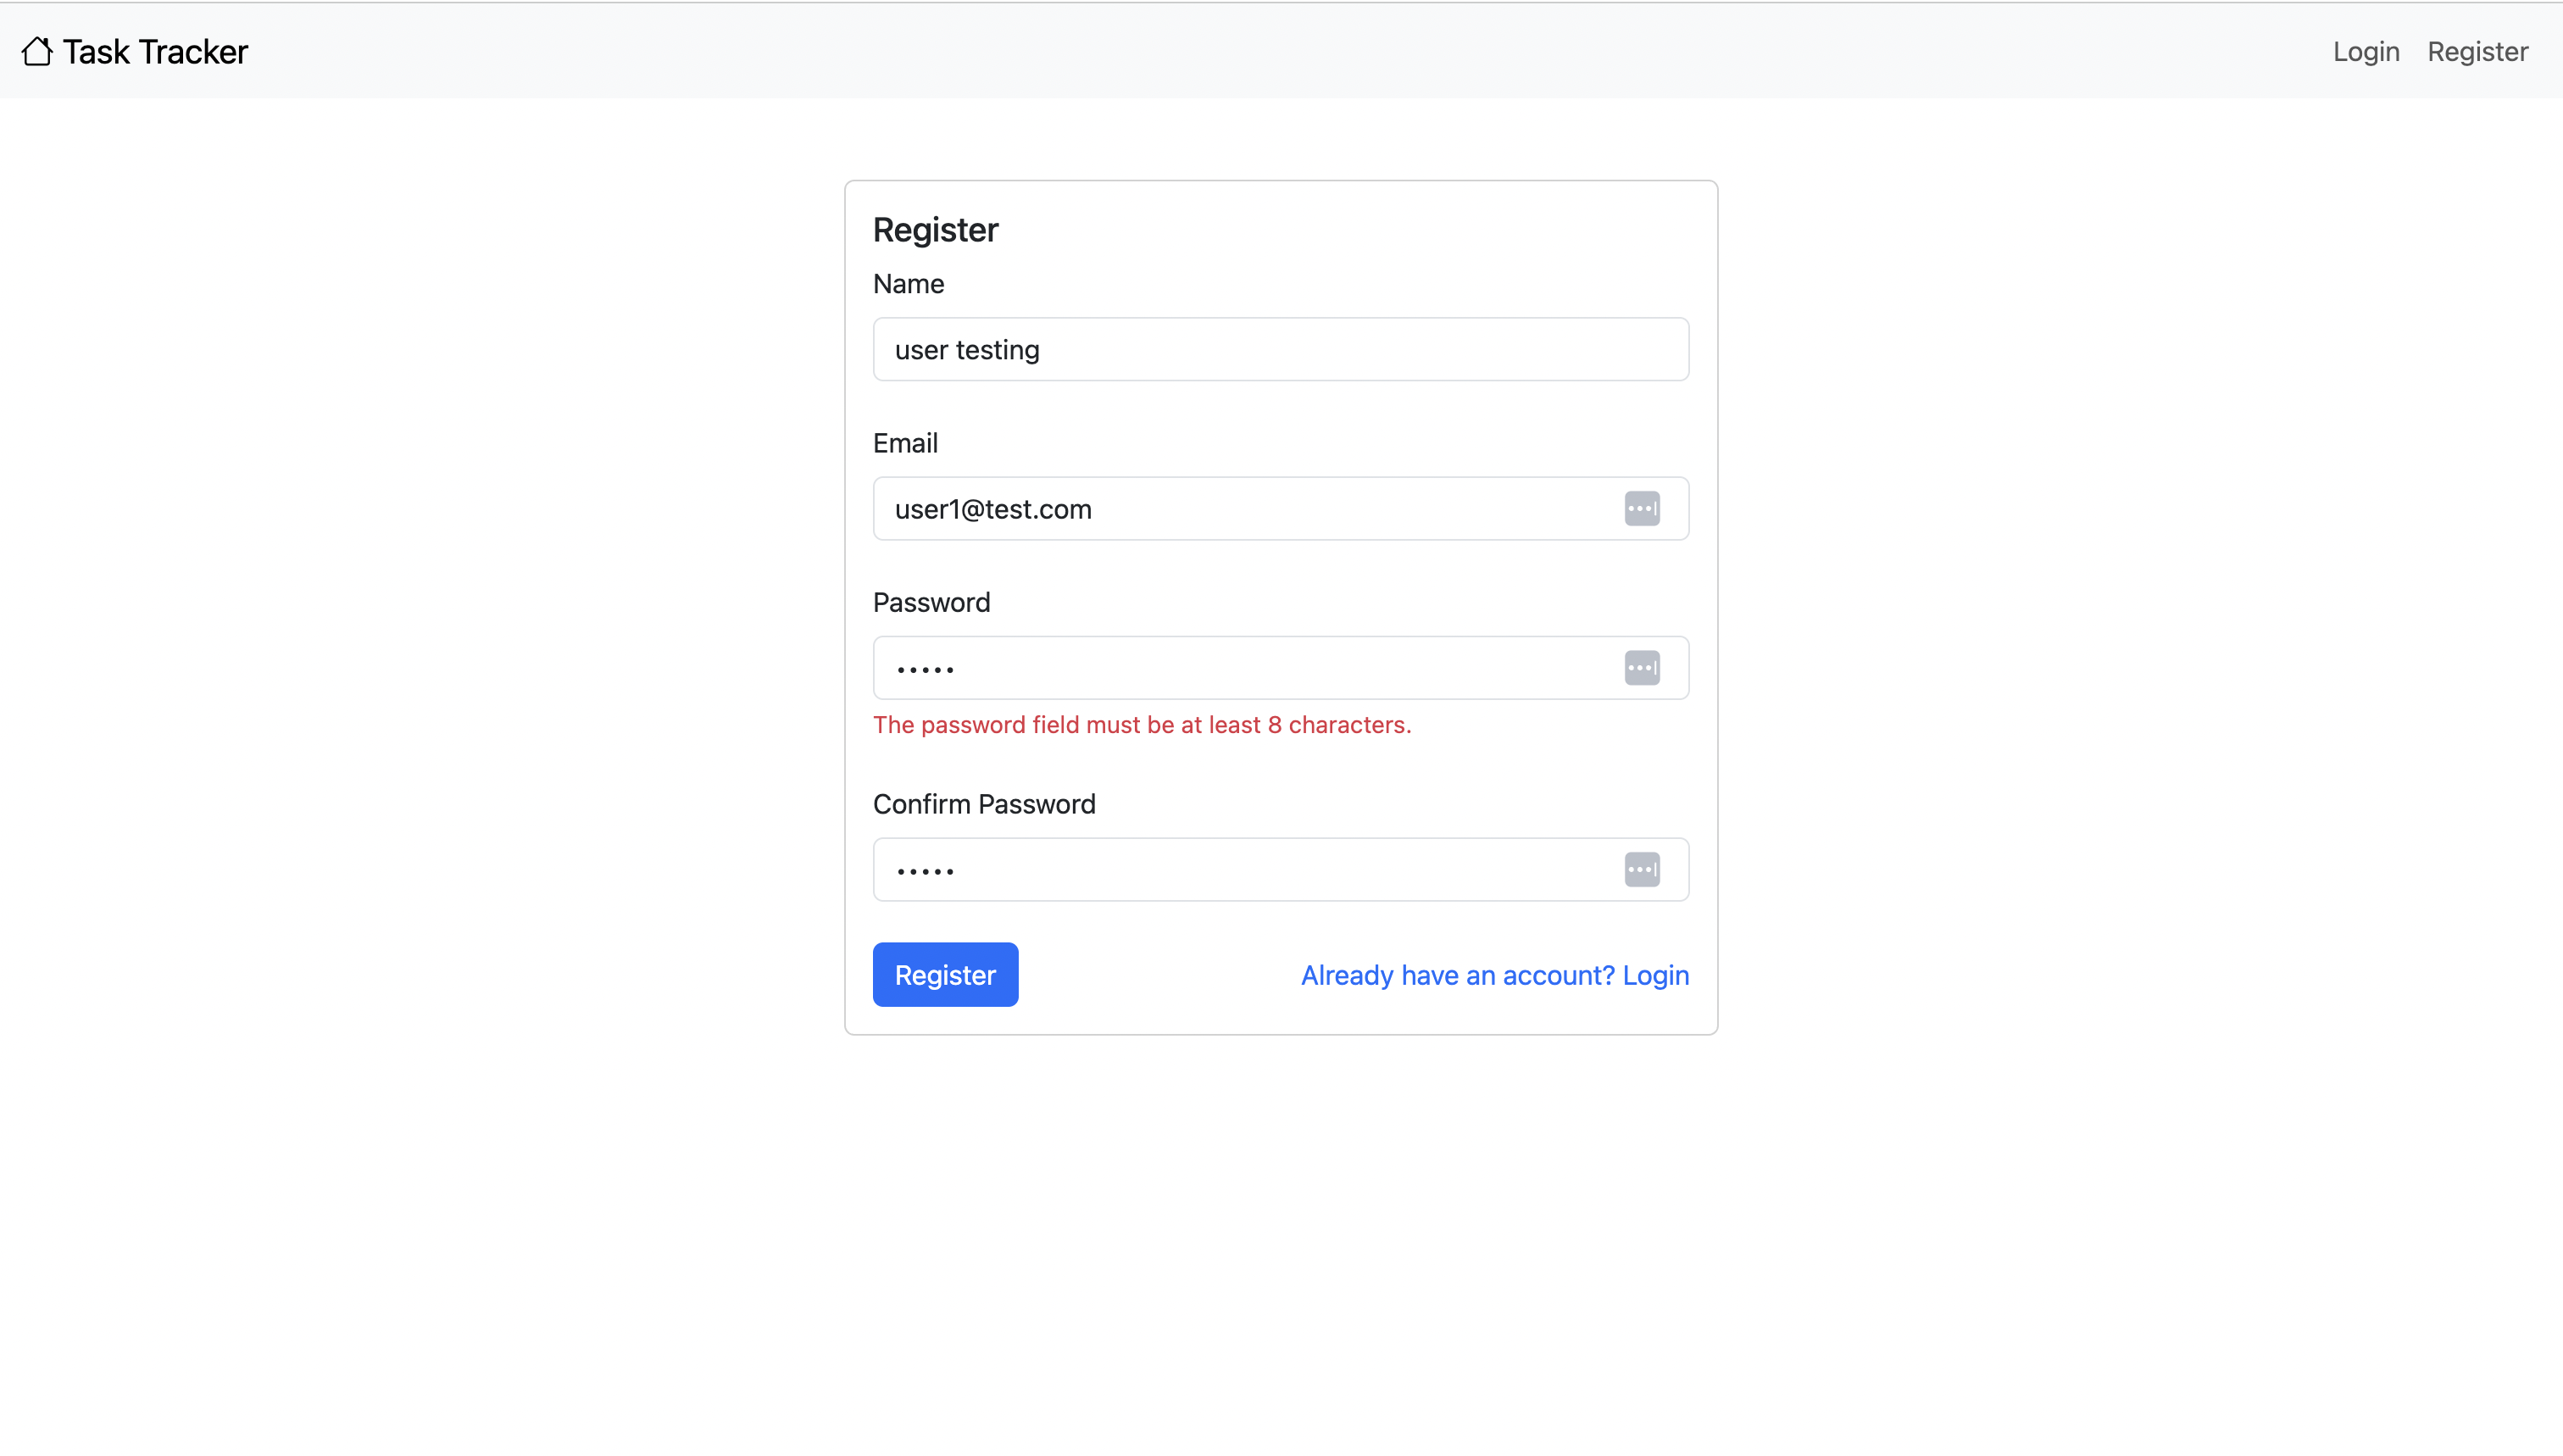 Task Tracker
Login Register
Register
Name
user testing
Email
user1@test.com
Password
•••••
The password field must be at least 8 characters.
Confirm Password
•••••
Register
Already have an account? Login